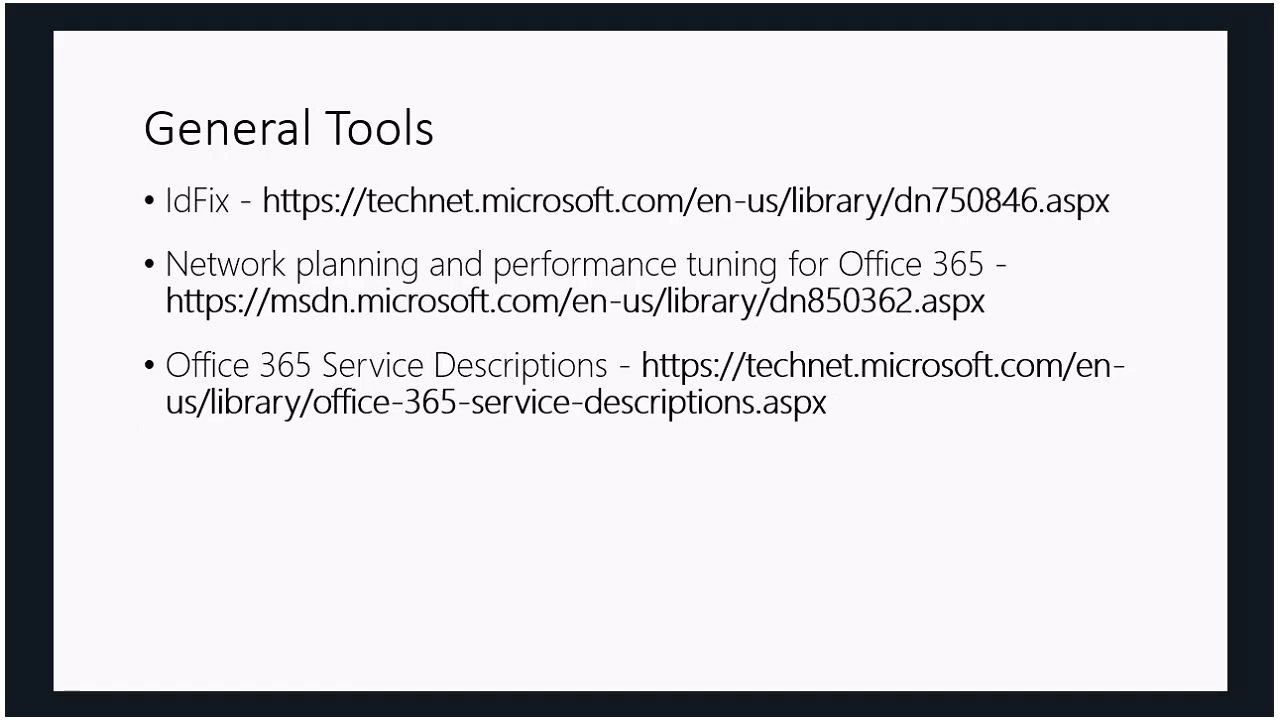 General Tools
• IdFix - https://technet.microsoft.com/en-us/library/dn750846.aspx
• Network planning and performance tuning for Office 365 -
https://msdn.microsoft.com/en-us/library/dn850362.aspx
• Office 365 Service Descriptions - https://technet.microsoft.com/en-
us/library/office-365-service-descriptions.aspx